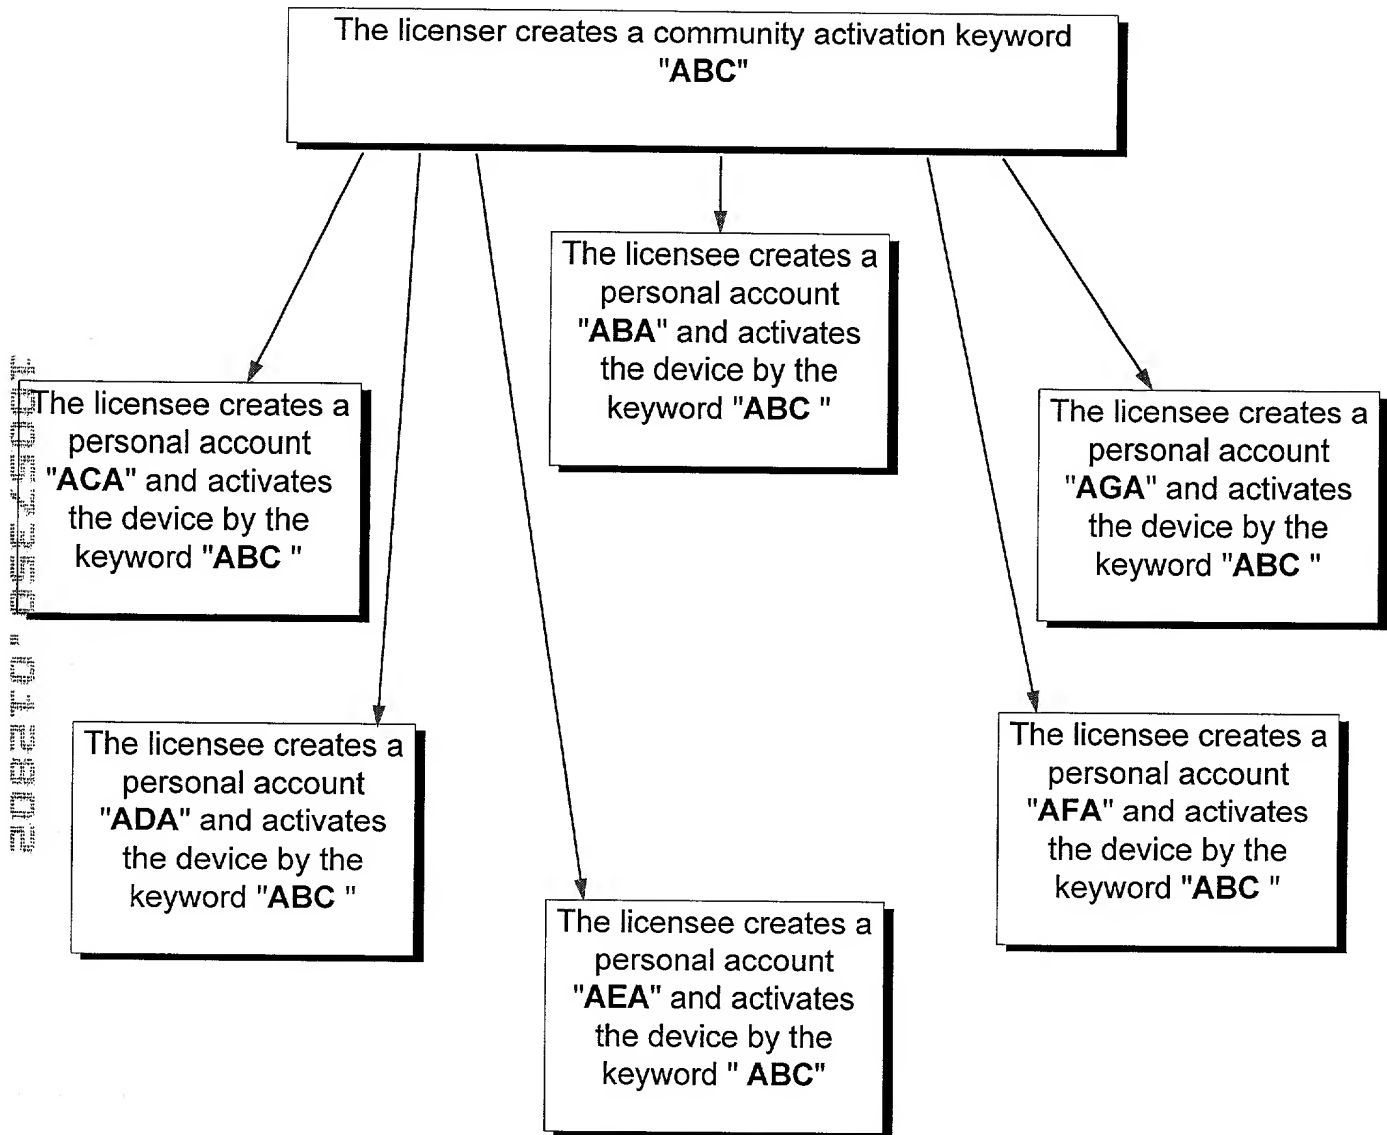 The licenser creates a community activation keyword
"ABC"
The licensee creates a
personal account
"ABA" and activates
the device by the
keyword "ABC "
The licensee creates a
personal account
"ACA" and activates
the device by the
keyword "ABC "
The licensee creates a
personal account
"AGA" and activates
the device by the
keyword "ABC "
The licensee creates a
personal account
"ADA" and activates
the device by the
keyword "ABC "
The licensee creates a
personal account
"AFA" and activates
the device by the
keyword "ABC "
The licensee creates a
personal account
"AEA" and activates
the device by the
keyword " ABC"